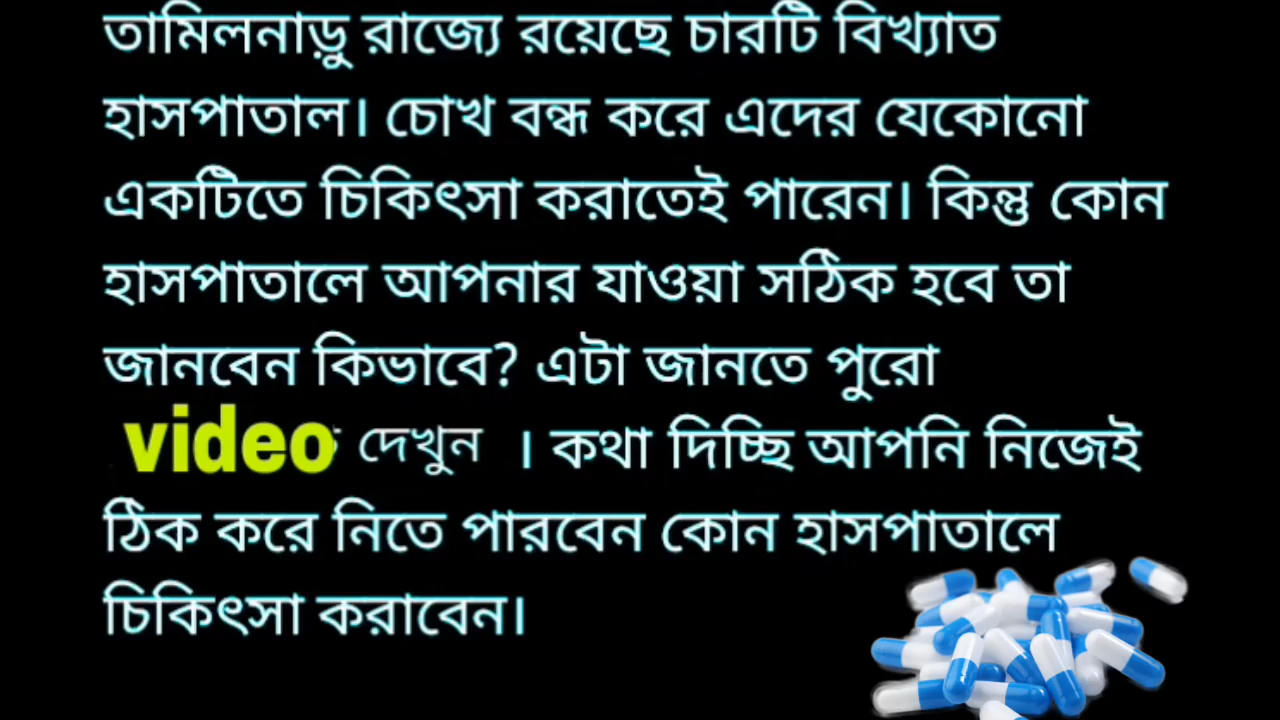 তামিলনাড়ু রাজ্যে রয়েছে চারটি বিখ্যাত
হাসপাতাল। চোখ বন্ধ করে এদের যেকোনো
একটিতে চিকিৎসা করাতেই পারেন। কিন্তু কোন
হাসপাতালে আপনার যাওয়া সঠিক হবে তা
জানবেন কিভাবে? এটা জানতে পুরো
video দেখুন । কথা দিচ্ছি আপনি নিজেই
ঠিক করে নিতে পারবেন কোন হাসপাতালে
চিকিৎসা করাবেন।